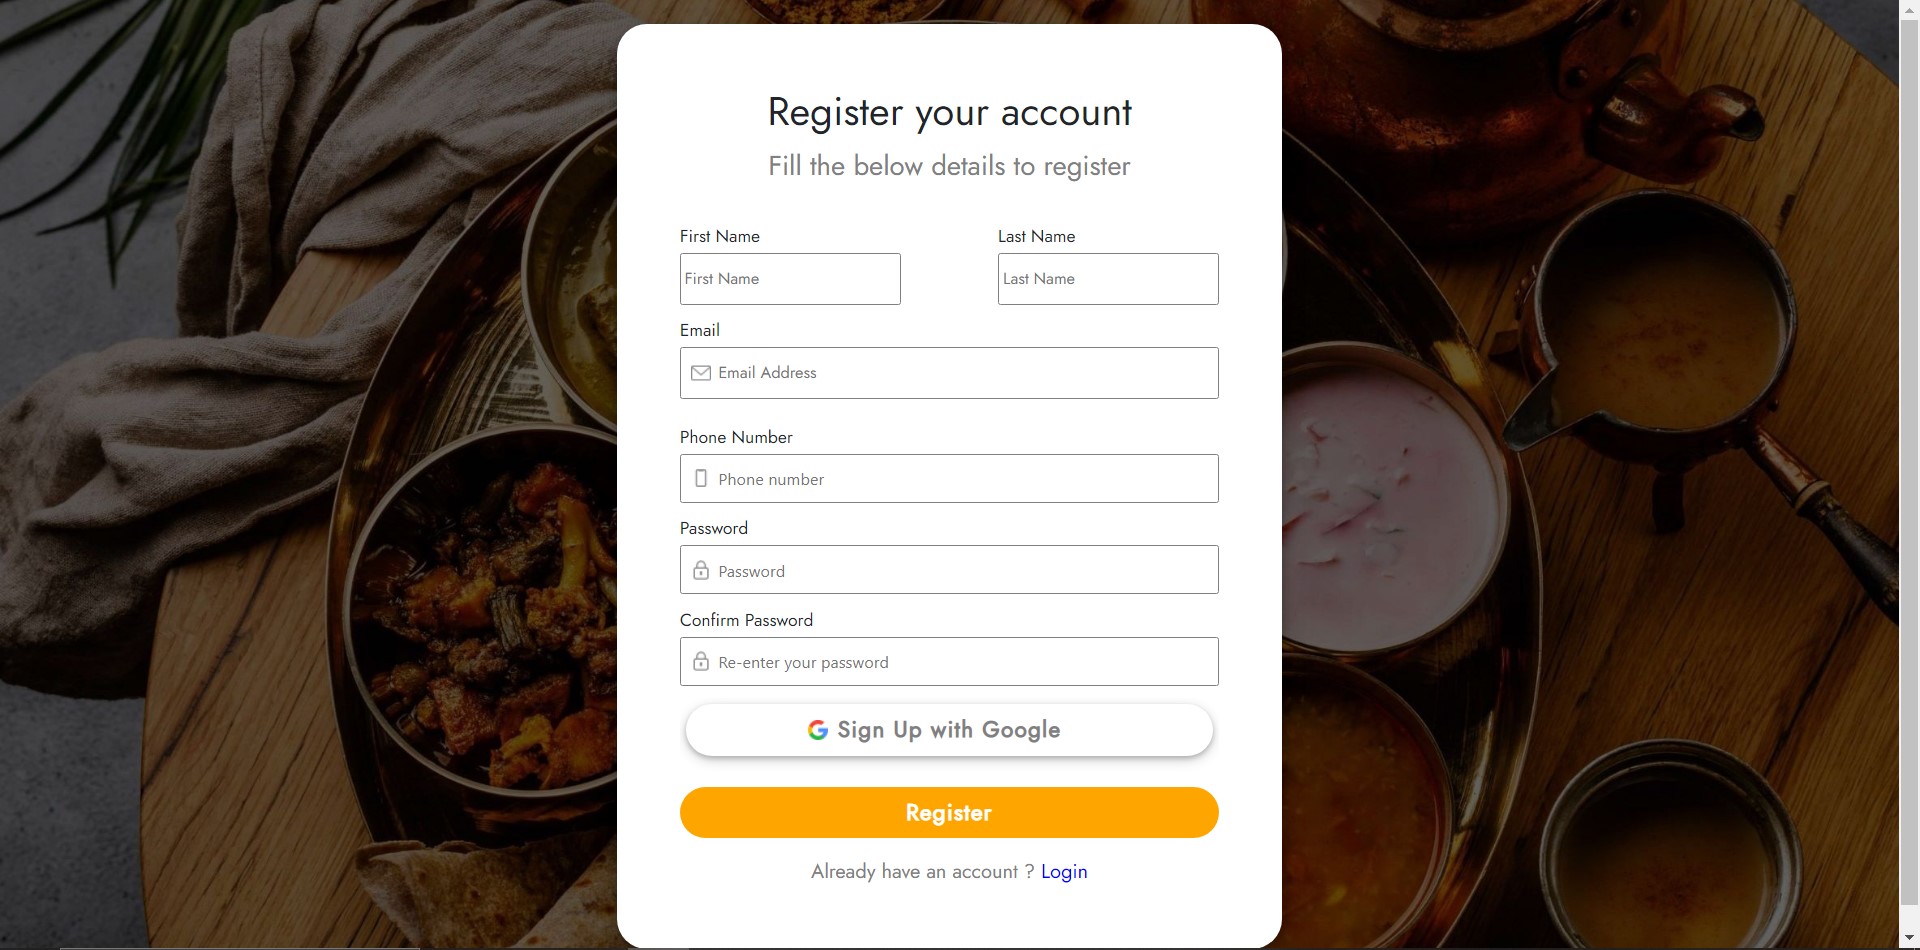 Register your account
Fill the below details to register
First Name
Last Name
First Name
Last Name
Email
Email Address
Phone Number
Phone number
Password
Password
Confirm Password
Re-enter your password
Sign Up with Google
Register
Already have an account ? Login